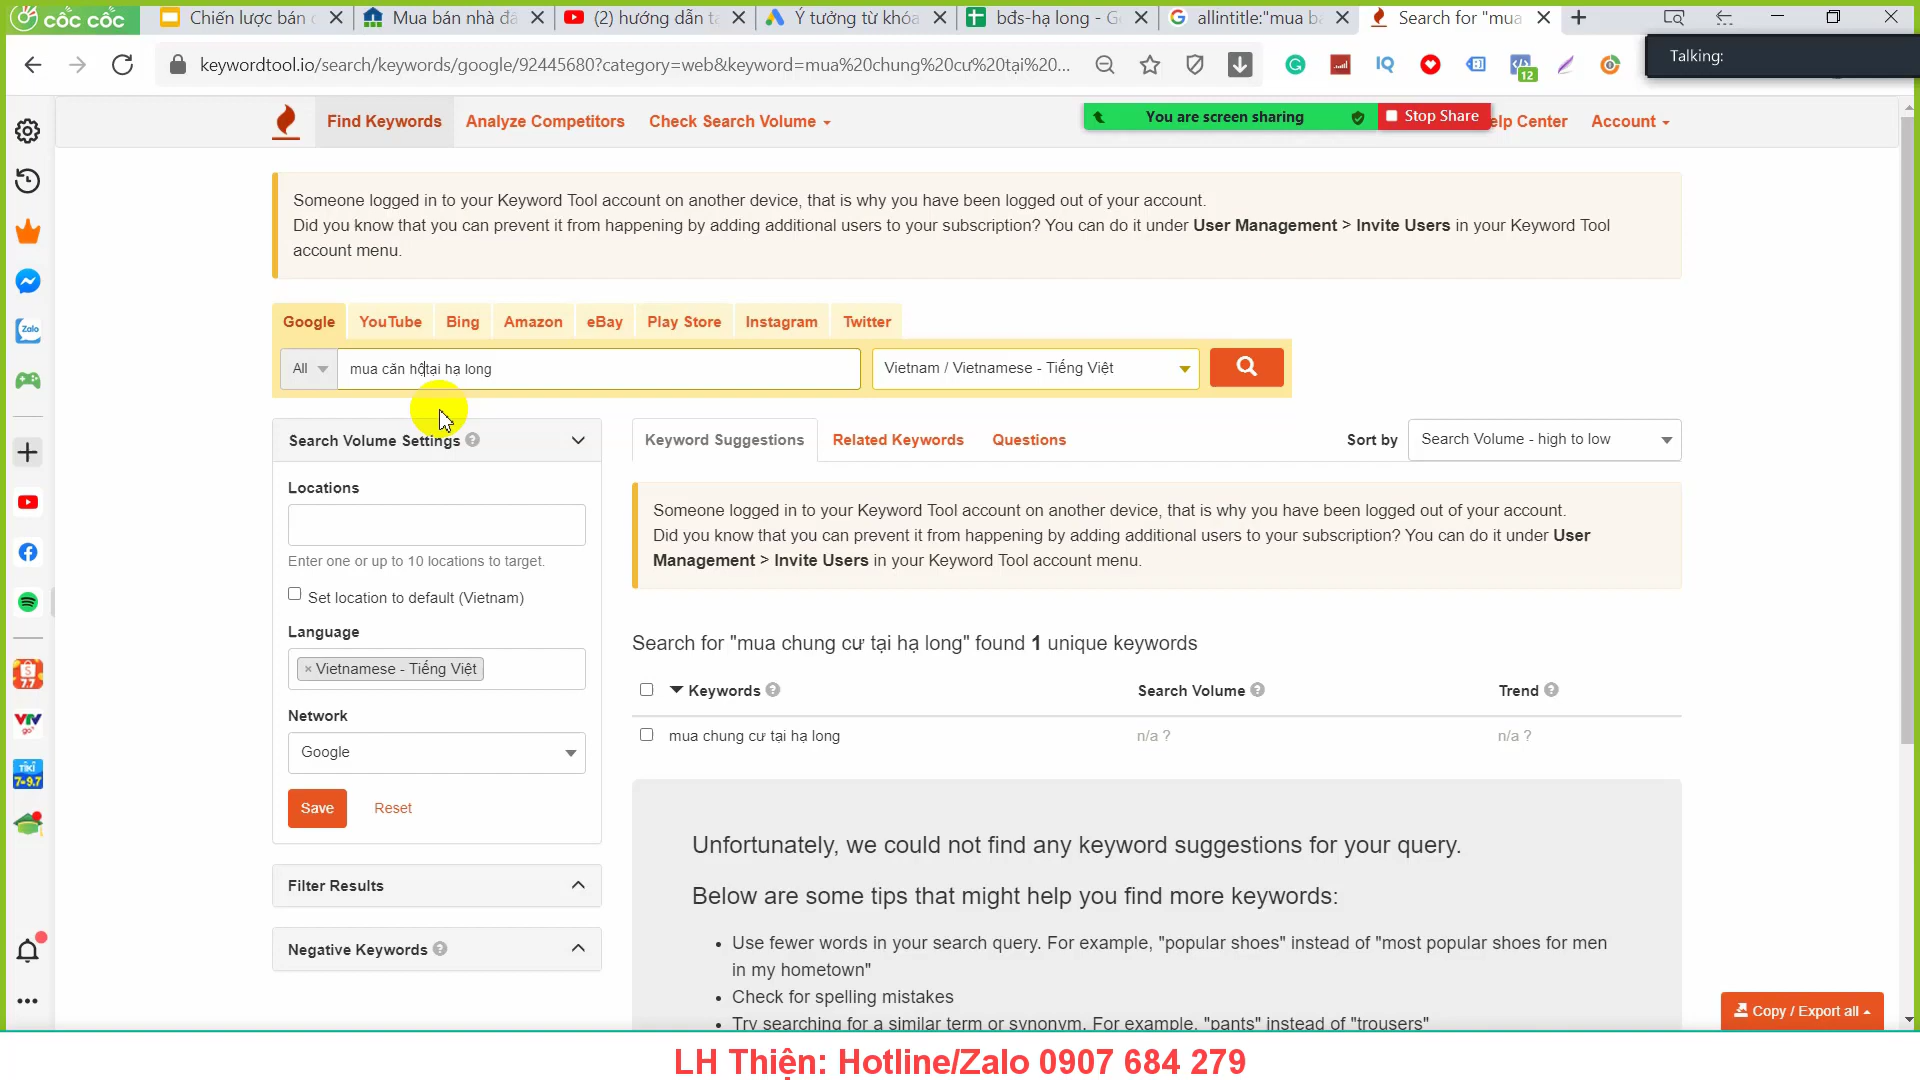 cốc cốc
Chiến lược bán
Mua bán nhà đấ
(2) hướng dẫn tạ
Ý tưởng từ khóa
bđs-hạ long - G
allintitle:"mua b
Search for "mua
Talking:
keywordtool.io/search/keywords/google/92445680?category=web&keyword=mua%20chung%20cư%20tại%20...
12
Find Keywords
Analyze Competitors
Check Search Volume
You are screen sharing
Stop Share
elp Center
Account
Someone logged in to your Keyword Tool account on another device, that is why you have been logged out of your account.
Did you know that you can prevent it from happening by adding additional users to your subscription? You can do it under User Management > Invite Users in your Keyword Tool
account menu.
Google
YouTube
Bing
Amazon
eBay
Play Store
Instagram
Twitter
All
mua căn hộtại hạ long
Vietnam / Vietnamese - Tiếng Việt
Search Volume Settings
Keyword Suggestions
Related Keywords
Questions
Sort by
Search Volume - high to low
Locations
Enter one or up to 10 locations to target.
Set location to default (Vietnam)
Language
× Vietnamese - Tiếng Việt
Network
Google
Save
Reset
Filter Results
Negative Keywords
Someone logged in to your Keyword Tool account on another device, that is why you have been logged out of your account.
Did you know that you can prevent it from happening by adding additional users to your subscription? You can do it under User
Management > Invite Users in your Keyword Tool account menu.
Search for "mua chung cư tại hạ long" found 1 unique keywords
Keywords
Search Volume
Trend
mua chung cư tại hạ long
n/a ?
n/a ?
Unfortunately, we could not find any keyword suggestions for your query.
Below are some tips that might help you find more keywords:
• Use fewer words in your search query. For example, "popular shoes" instead of "most popular shoes for men
in my hometown"
• Check for spelling mistakes
• Try searching for a similar term or synonym. For example, "pants" instead of "trousers"
Copy / Export all
Zalo
7.7
VTV
go
TIKI
7-9.7
LH Thiện: Hotline/Zalo 0907 684 279